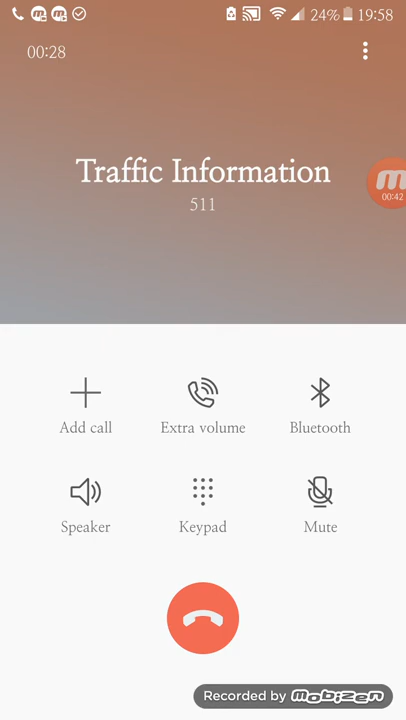 24% 19:58
00:28
Traffic Information
511
00:42
Add call
Extra volume
Bluetooth
Speaker
Keypad
Mute
Recorded by mobizen